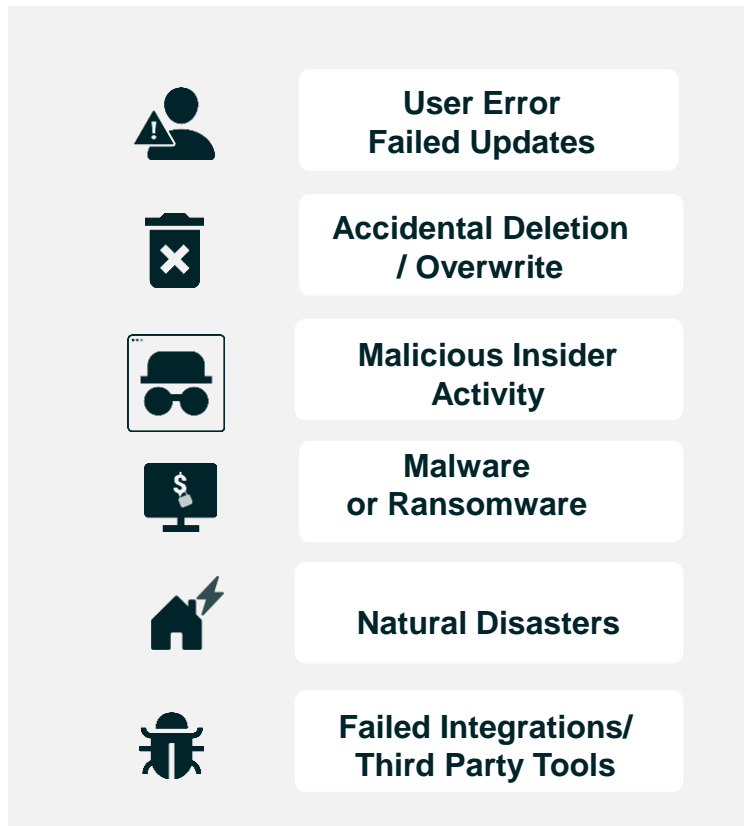 User Error
Failed Updates
Accidental Deletion
/ Overwrite
Malicious Insider
Activity
$
Malware
or Ransomware
Natural Disasters
Failed Integrations/
Third Party Tools